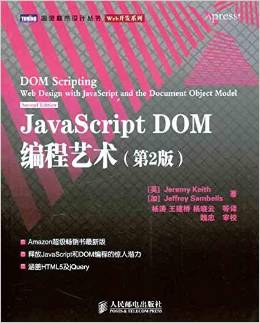 TURING 图灵程序设计丛书 Web开发系列
Apress®
DOM Scripting
Web Design with JavaScript and the Document Object Model
Second Edition
JavaScript DOM
编程艺术(第2版)
[英] Jeremy Keith
[加] Jeffrey Sambells 著
杨涛 王建桥 杨晓云 等译
魏忠 审校
■ Amazon超级畅销书最新版
■ 释放JavaScript和DOM编程的惊人潜力
■ 涵盖HTML5及jQuery
人民邮电出版社
POSTS & TELECOM PRESS